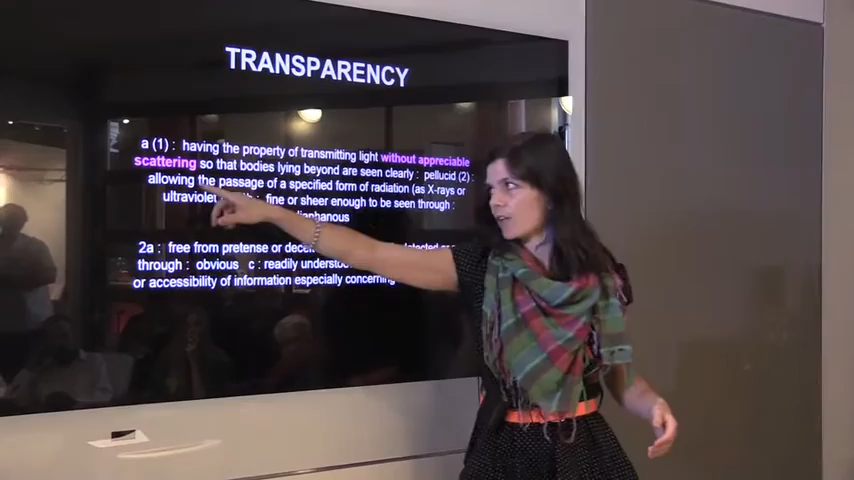 TRANSPARENCY
a (1) : having the property of transmitting light without appreciable
scattering so that bodies lying beyond are seen clearly : pellucid (2) :
allowing the passage of a specified form of radiation (as X-rays or
ultraviolet fine or sheer enough to be seen through :
diaphanous
2a : free from pretense or detected or seen
through : obvious c : readily
or accessibility of information especially concerning